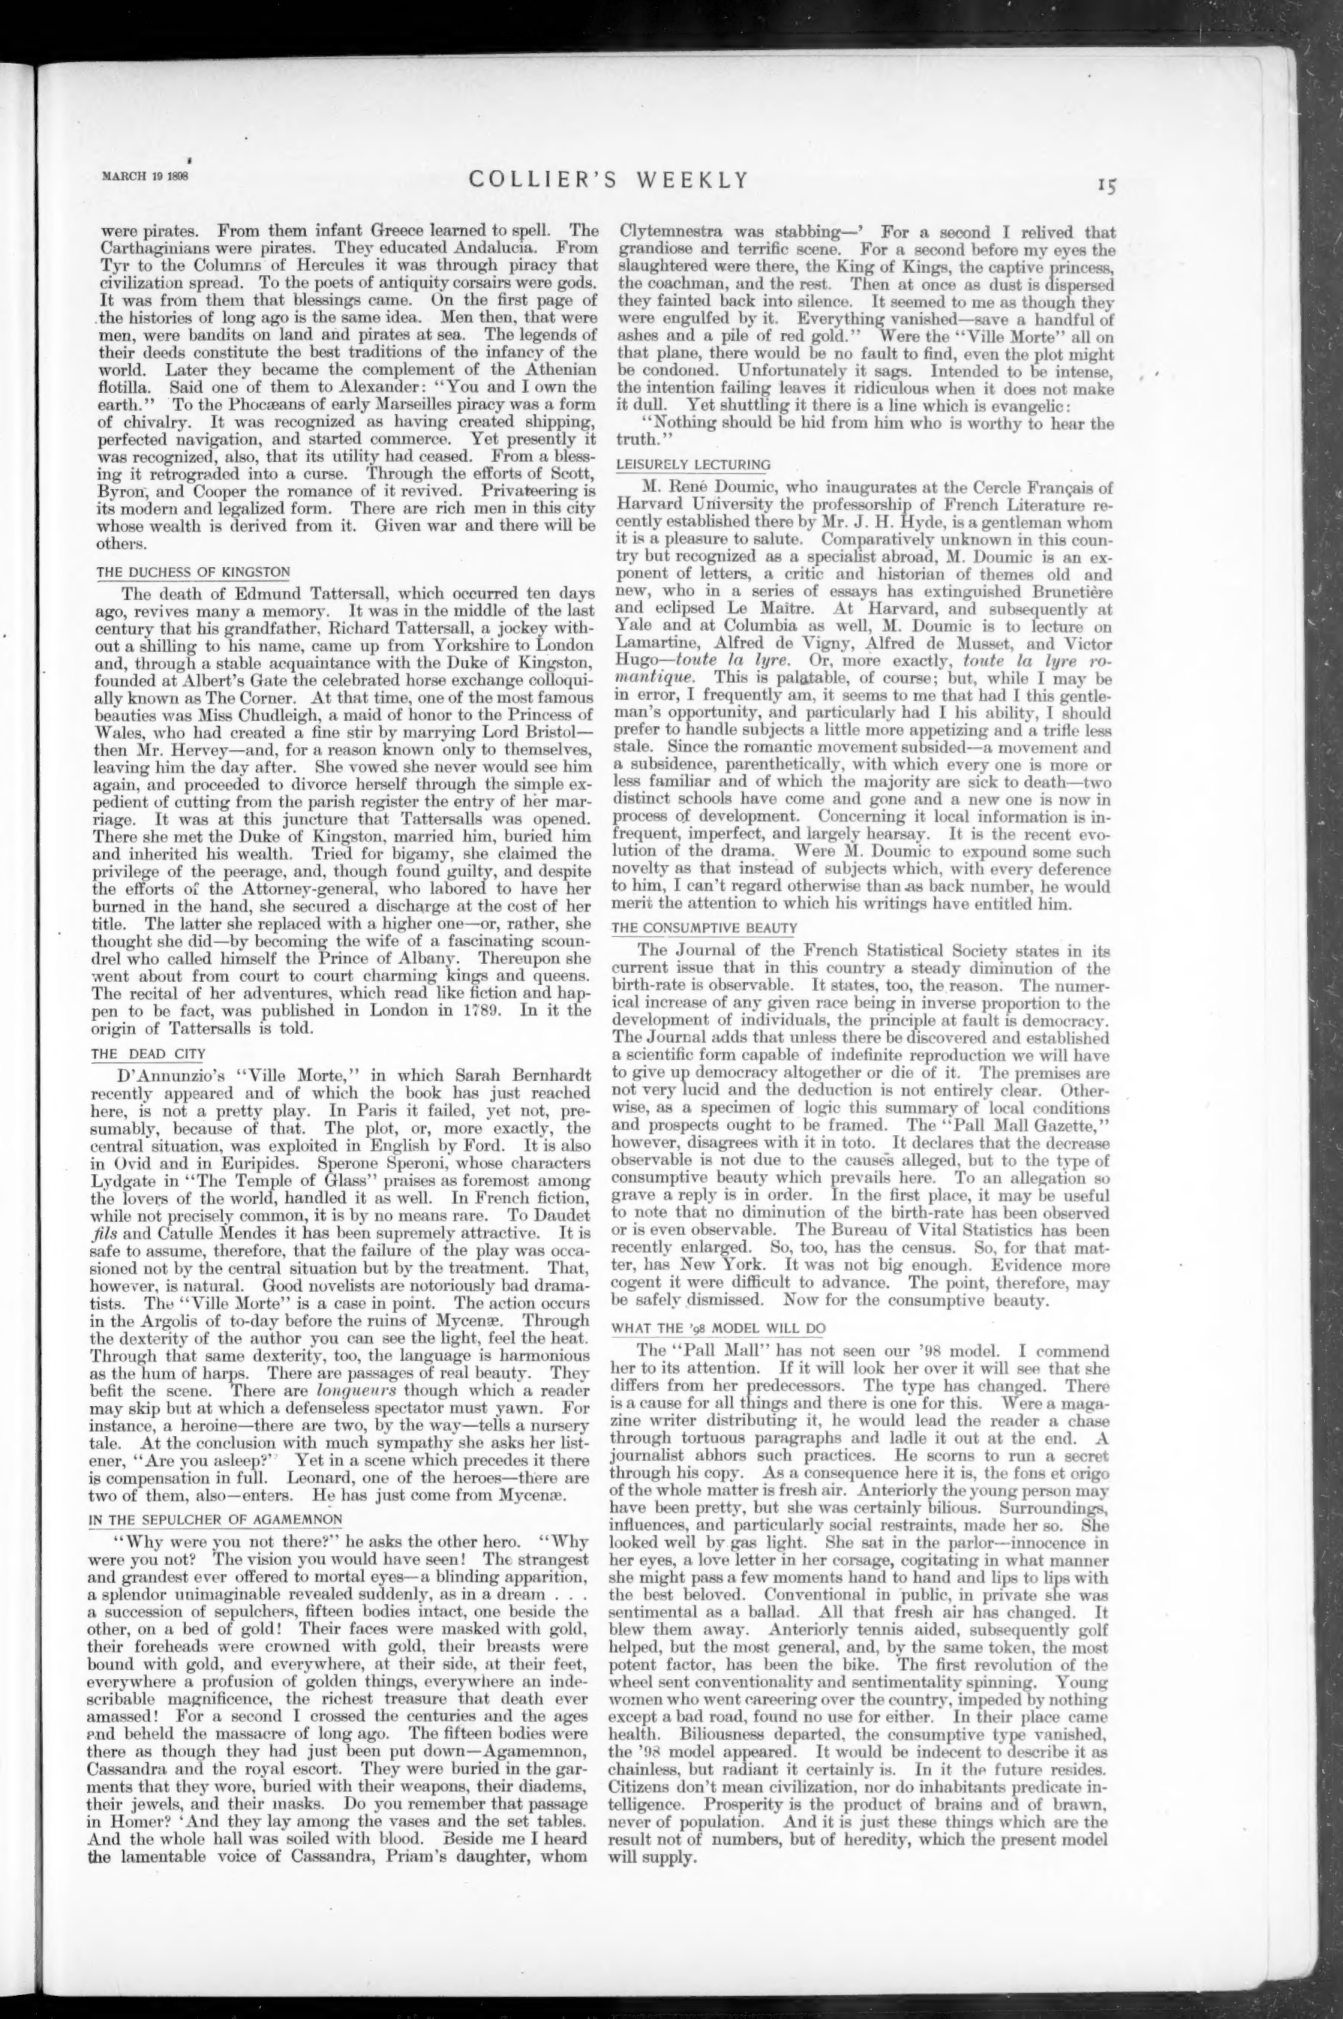 MARCH 19 1898
COLLIER'S WEEKLY
15
were pirates. From them infant Greece learned to spell. The
Carthaginians were pirates. They educated Andalucia. From
Tyr to the Columns of Hercules it was through piracy that
civilization spread. To the poets of antiquity corsairs were gods.
It was from them that blessings came. On the first page of
the histories of long ago is the same idea. Men then, that were
men, were bandits on land and pirates at sea. The legends of
their deeds constitute the best traditions of the infancy of the
world. Later they became the complement of the Athenian
flotilla. Said one of them to Alexander: "You and I own the
earth." To the Phocæans of early Marseilles piracy was a form
of chivalry. It was recognized as having created shipping,
perfected navigation, and started commerce. Yet presently it
was recognized, also, that its utility had ceased. From a bless-
ing it retrograded into a curse. Through the efforts of Scott,
Byron, and Cooper the romance of it revived. Privateering is
its modern and legalized form. There are rich men in this city
whose wealth is derived from it. Given war and there will be
others.
THE DUCHESS OF KINGSTON
The death of Edmund Tattersall, which occurred ten days
ago, revives many a memory. It was in the middle of the last
century that his grandfather, Richard Tattersall, a jockey with-
out a shilling to his name, came up from Yorkshire to London
and, through a stable acquaintance with the Duke of Kingston,
founded at Albert's Gate the celebrated horse exchange colloqui-
ally known as The Corner. At that time, one of the most famous
beauties was Miss Chudleigh, a maid of honor to the Princess of
Wales, who had created a fine stir by marrying Lord Bristol—
then Mr. Hervey—and, for a reason known only to themselves,
leaving him the day after. She vowed she never would see him
again, and proceeded to divorce herself through the simple ex-
pedient of cutting from the parish register the entry of her mar-
riage. It was at this juncture that Tattersalls was opened.
There she met the Duke of Kingston, married him, buried him
and inherited his wealth. Tried for bigamy, she claimed the
privilege of the peerage, and, though found guilty, and despite
the efforts of the Attorney-general, who labored to have her
burned in the hand, she secured a discharge at the cost of her
title. The latter she replaced with a higher one—or, rather, she
thought she did—by becoming the wife of a fascinating scoun-
drel who called himself the Prince of Albany. Thereupon she
went about from court to court charming kings and queens.
The recital of her adventures, which read like fiction and hap-
pen to be fact, was published in London in 1789. In it the
origin of Tattersalls is told.
THE DEAD CITY
D'Annunzio's "Ville Morte," in which Sarah Bernhardt
recently appeared and of which the book has just reached
here, is not a pretty play. In Paris it failed, yet not, pre-
sumably, because of that. The plot, or, more exactly, the
central situation, was exploited in English by Ford. It is also
in Ovid and in Euripides. Sperone Speroni, whose characters
Lydgate in "The Temple of Glass" praises as foremost among
the lovers of the world, handled it as well. In French fiction,
while not precisely common, it is by no means rare. To Daudet
fils and Catulle Mendes it has been supremely attractive. It is
safe to assume, therefore, that the failure of the play was occa-
sioned not by the central situation but by the treatment. That,
however, is natural. Good novelists are notoriously bad drama-
tists. The "Ville Morte" is a case in point. The action occurs
in the Argolis of to-day before the ruins of Mycenæ. Through
the dexterity of the author you can see the light, feel the heat.
Through that same dexterity, too, the language is harmonious
as the hum of harps. There are passages of real beauty. They
befit the scene. There are longueurs though which a reader
may skip but at which a defenseless spectator must yawn. For
instance, a heroine—there are two, by the way—tells a nursery
tale. At the conclusion with much sympathy she asks her list-
ener, "Are you asleep?" Yet in a scene which precedes it there
is compensation in full. Leonard, one of the heroes—there are
two of them, also—enters. He has just come from Mycenæ.
IN THE SEPULCHER OF AGAMEMNON
"Why were you not there?" he asks the other hero. "Why
were you not? The vision you would have seen! The strangest
and grandest ever offered to mortal eyes—a blinding apparition,
a splendor unimaginable revealed suddenly, as in a dream . . .
a succession of sepulchers, fifteen bodies intact, one beside the
other, on a bed of gold! Their faces were masked with gold,
their foreheads were crowned with gold, their breasts were
bound with gold, and everywhere, at their side, at their feet,
everywhere a profusion of golden things, everywhere an inde-
scribable magnificence, the richest treasure that death ever
amassed! For a second I crossed the centuries and the ages
and beheld the massacre of long ago. The fifteen bodies were
there as though they had just been put down—Agamemnon,
Cassandra and the royal escort. They were buried in the gar-
ments that they wore, buried with their weapons, their diadems,
their jewels, and their masks. Do you remember that passage
in Homer? 'And they lay among the vases and the set tables.
And the whole hall was soiled with blood. Beside me I heard
the lamentable voice of Cassandra, Priam's daughter, whom
Clytemnestra was stabbing—' For a second I relived that
grandiose and terrific scene. For a second before my eyes the
slaughtered were there, the King of Kings, the captive princess,
the coachman, and the rest. Then at once as dust is dispersed
they fainted back into silence. It seemed to me as though they
were engulfed by it. Everything vanished—save a handful of
ashes and a pile of red gold." Were the "Ville Morte" all on
that plane, there would be no fault to find, even the plot might
be condoned. Unfortunately it sags. Intended to be intense,
the intention failing leaves it ridiculous when it does not make
it dull. Yet shuttling it there is a line which is evangelic:
"Nothing should be hid from him who is worthy to hear the
truth."
LEISURELY LECTURING
M. René Doumic, who inaugurates at the Cercle Français of
Harvard University the professorship of French Literature re-
cently established there by Mr. J. H. Hyde, is a gentleman whom
it is a pleasure to salute. Comparatively unknown in this coun-
try but recognized as a specialist abroad, M. Doumic is an ex-
ponent of letters, a critic and historian of themes old and
new, who in a series of essays has extinguished Brunetière
and eclipsed Le Maître. At Harvard, and subsequently at
Yale and at Columbia as well, M. Doumic is to lecture on
Lamartine, Alfred de Vigny, Alfred de Musset, and Victor
Hugo—toute la lyre. Or, more exactly, toute la lyre ro-
mantique. This is palatable, of course; but, while I may be
in error, I frequently am, it seems to me that had I this gentle-
man's opportunity, and particularly had I his ability, I should
prefer to handle subjects a little more appetizing and a trifle less
stale. Since the romantic movement subsided—a movement and
a subsidence, parenthetically, with which every one is more or
less familiar and of which the majority are sick to death—two
distinct schools have come and gone and a new one is now in
process of development. Concerning it local information is in-
frequent, imperfect, and largely hearsay. It is the recent evo-
lution of the drama. Were M. Doumic to expound some such
novelty as that instead of subjects which, with every deference
to him, I can't regard otherwise than as back number, he would
merit the attention to which his writings have entitled him.
THE CONSUMPTIVE BEAUTY
The Journal of the French Statistical Society states in its
current issue that in this country a steady diminution of the
birth-rate is observable. It states, too, the reason. The numer-
ical increase of any given race being in inverse proportion to the
development of individuals, the principle at fault is democracy.
The Journal adds that unless there be discovered and established
a scientific form capable of indefinite reproduction we will have
to give up democracy altogether or die of it. The premises are
not very lucid and the deduction is not entirely clear. Other-
wise, as a specimen of logic this summary of local conditions
and prospects ought to be framed. The "Pall Mall Gazette,"
however, disagrees with it in toto. It declares that the decrease
observable is not due to the causes alleged, but to the type of
consumptive beauty which prevails here. To an allegation so
grave a reply is in order. In the first place, it may be useful
to note that no diminution of the birth-rate has been observed
or is even observable. The Bureau of Vital Statistics has been
recently enlarged. So, too, has the census. So, for that mat-
ter, has New York. It was not big enough. Evidence more
cogent it were difficult to advance. The point, therefore, may
be safely dismissed. Now for the consumptive beauty.
WHAT THE '98 MODEL WILL DO
The "Pall Mall" has not seen our '98 model. I commend
her to its attention. If it will look her over it will see that she
differs from her predecessors. The type has changed. There
is a cause for all things and there is one for this. Were a maga-
zine writer distributing it, he would lead the reader a chase
through tortuous paragraphs and ladle it out at the end. A
journalist abhors such practices. He scorns to run a secret
through his copy. As a consequence here it is, the fons et origo
of the whole matter is fresh air. Anteriorly the young person may
have been pretty, but she was certainly bilious. Surroundings,
influences, and particularly social restraints, made her so. She
looked well by gas light. She sat in the parlor—innocence in
her eyes, a love letter in her corsage, cogitating in what manner
she might pass a few moments hand to hand and lips to lips with
the best beloved. Conventional in public, in private she was
sentimental as a ballad. All that fresh air has changed. It
blew them away. Anteriorly tennis aided, subsequently golf
helped, but the most general, and, by the same token, the most
potent factor, has been the bike. The first revolution of the
wheel sent conventionality and sentimentality spinning. Young
women who went careering over the country, impeded by nothing
except a bad road, found no use for either. In their place came
health. Biliousness departed, the consumptive type vanished,
the '98 model appeared. It would be indecent to describe it as
chainless, but radiant it certainly is. In it the future resides.
Citizens don't mean civilization, nor do inhabitants predicate in-
telligence. Prosperity is the product of brains and of brawn,
never of population. And it is just these things which are the
result not of numbers, but of heredity, which the present model
will supply.